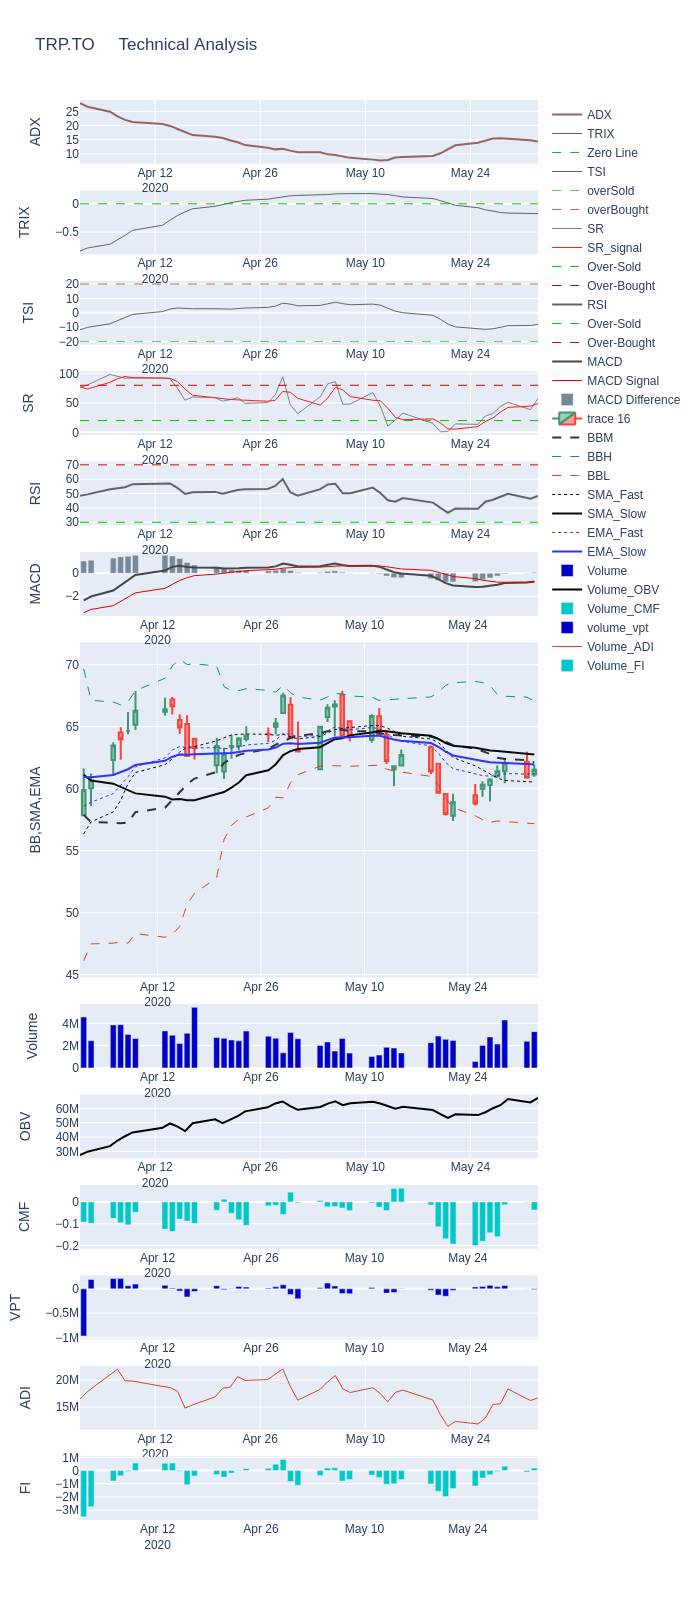 TRP.TO Technical Analysis
ADX
25
20
15
10
Apr 12 Apr 26 May 10 May 24
2020
TRIX
0
−0.5
Apr 12 Apr 26 May 10 May 24
2020
TSI
20
10
0
−10
−20
Apr 12 Apr 26 May 10 May 24
2020
SR
100
50
0
Apr 12 Apr 26 May 10 May 24
2020
RSI
70
60
50
40
30
Apr 12 Apr 26 May 10 May 24
2020
MACD
0
−2
Apr 12 Apr 26 May 10 May 24
2020
BB,SMA,EMA
70
65
60
55
50
45
Apr 12 Apr 26 May 10 May 24
2020
Volume
4M
2M
0
Apr 12 Apr 26 May 10 May 24
2020
OBV
60M
50M
40M
30M
Apr 12 Apr 26 May 10 May 24
2020
CMF
0
−0.1
−0.2
Apr 12 Apr 26 May 10 May 24
2020
VPT
0
−0.5M
−1M
Apr 12 Apr 26 May 10 May 24
2020
ADI
20M
15M
Apr 12 Apr 26 May 10 May 24
2020
FI
1M
0
−1M
−2M
−3M
Apr 12 Apr 26 May 10 May 24
2020
ADX
TRIX
Zero Line
TSI
overSold
overBought
SR
SR_signal
Over-Sold
Over-Bought
RSI
Over-Sold
Over-Bought
MACD
MACD Signal
MACD Difference
trace 16
BBM
BBH
BBL
SMA_Fast
SMA_Slow
EMA_Fast
EMA_Slow
Volume
Volume_OBV
Volume_CMF
volume_vpt
Volume_ADI
Volume_FI